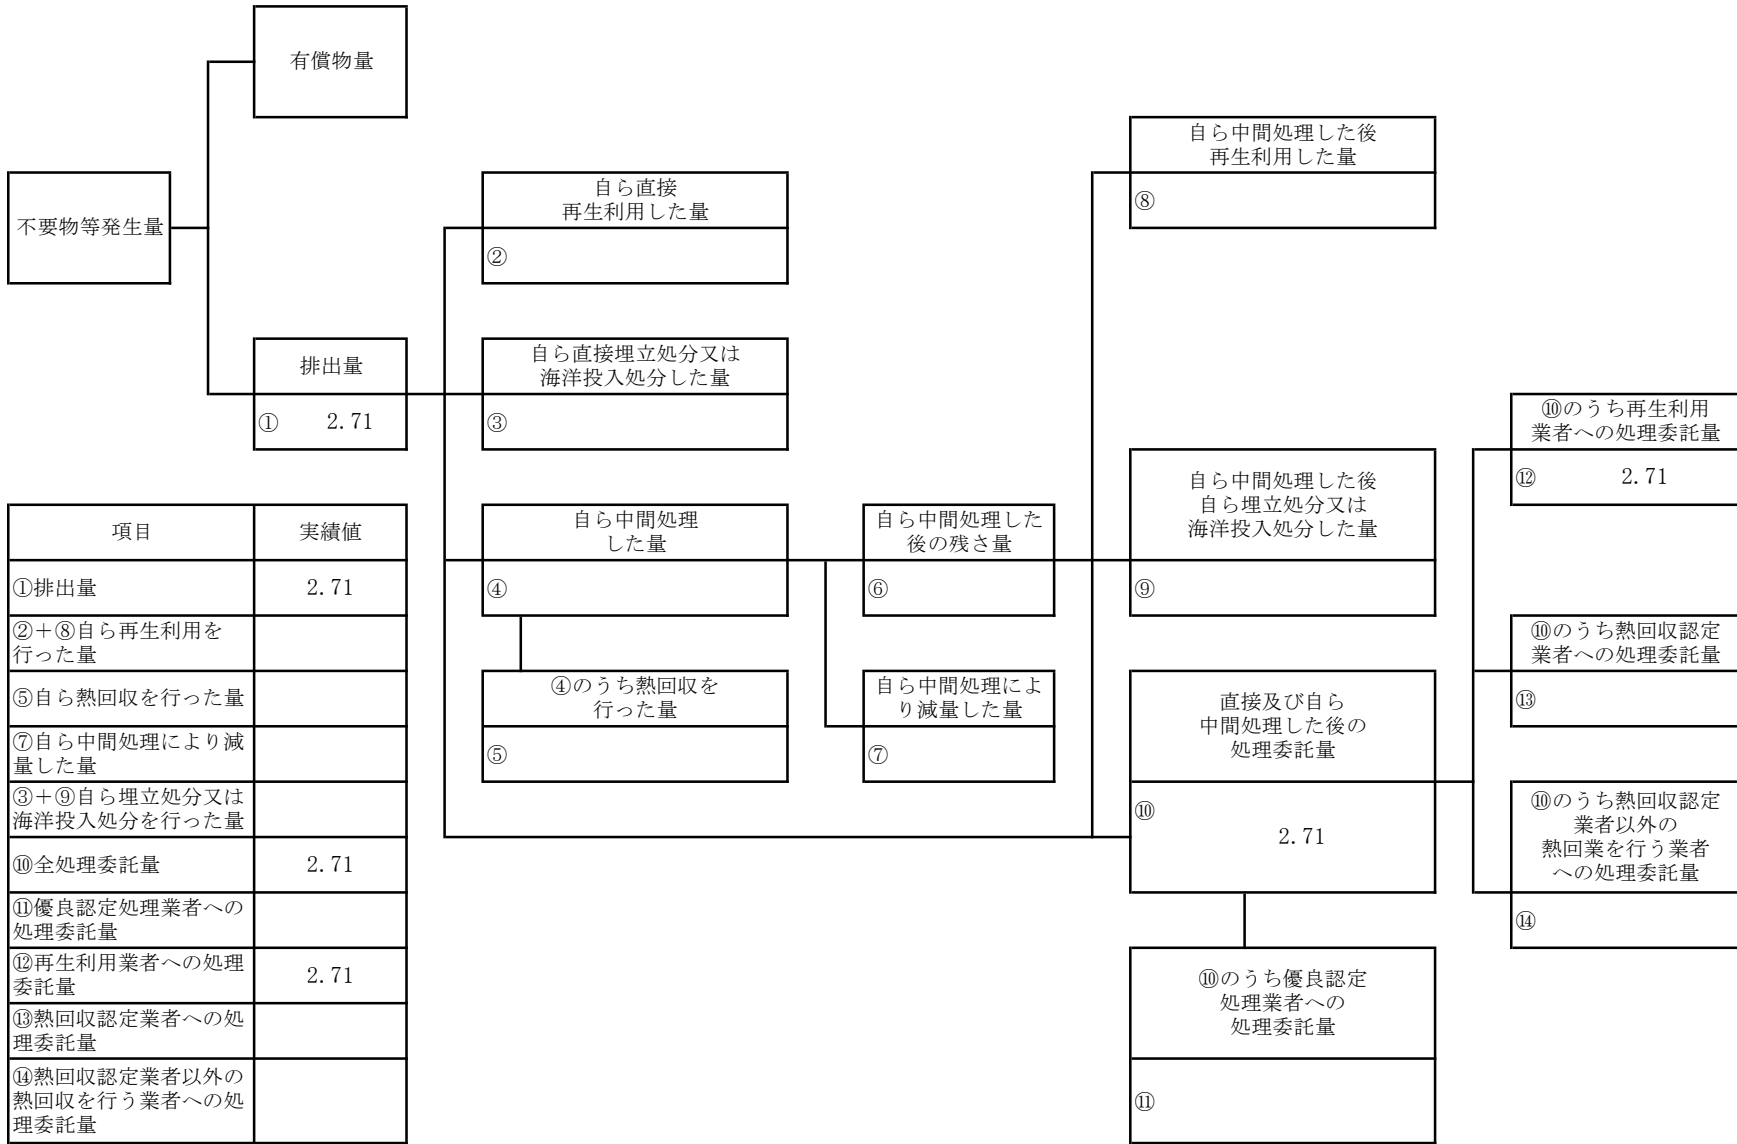 有償物量
不要物等発生量
排出量
① 2.71
自ら直接
再生利用した量
②
自ら直接埋立処分又は
海洋投入処分した量
③
自ら中間処理
した量
④
④のうち熱回収を
行った量
⑤
自ら中間処理した
後の残さ量
⑥
自ら中間処理によ
り減量した量
⑦
自ら中間処理した後
再生利用した量
⑧
自ら中間処理した後
自ら埋立処分又は
海洋投入処分した量
⑨
直接及び自ら
中間処理した後の
処理委託量
⑩
2.71
⑩のうち優良認定
処理業者への
処理委託量
⑪
⑩のうち再生利用
業者への処理委託量
⑫ 2.71
⑩のうち熱回収認定
業者への処理委託量
⑬
⑩のうち熱回収認定
業者以外の
熱回業を行う業者
への処理委託量
⑭
項目 実績値
①排出量 2.71
②＋⑧自ら再生利用を
行った量
⑤自ら熱回収を行った量
⑦自ら中間処理により減
量した量
③＋⑨自ら埋立処分又は
海洋投入処分を行った量
⑩全処理委託量 2.71
⑪優良認定処理業者への
処理委託量
⑫再生利用業者への処理
委託量 2.71
⑬熱回収認定業者への処
理委託量
⑭熱回収認定業者以外の
熱回収を行う業者への処
理委託量